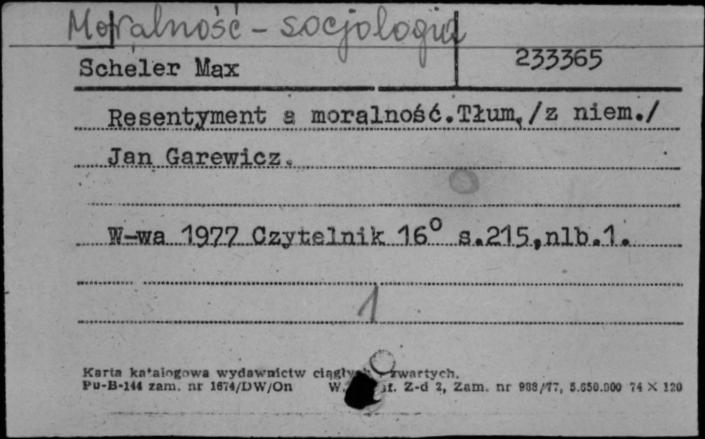 Moralność - socjologia
Scheler Max 233365
Resentyment a moralność.Tłum,/z niem./
Jan Garewicz.
W-wa 1977 Czytelnik 16° s.215,nlb.1.
1
Karta katalogowa wydawnictw ciągłych i zwartych.
Pu-B-144 zam. nr 1674/DW/On Z-d 2, Zam. nr 988/77, 5.650.000 74 × 120